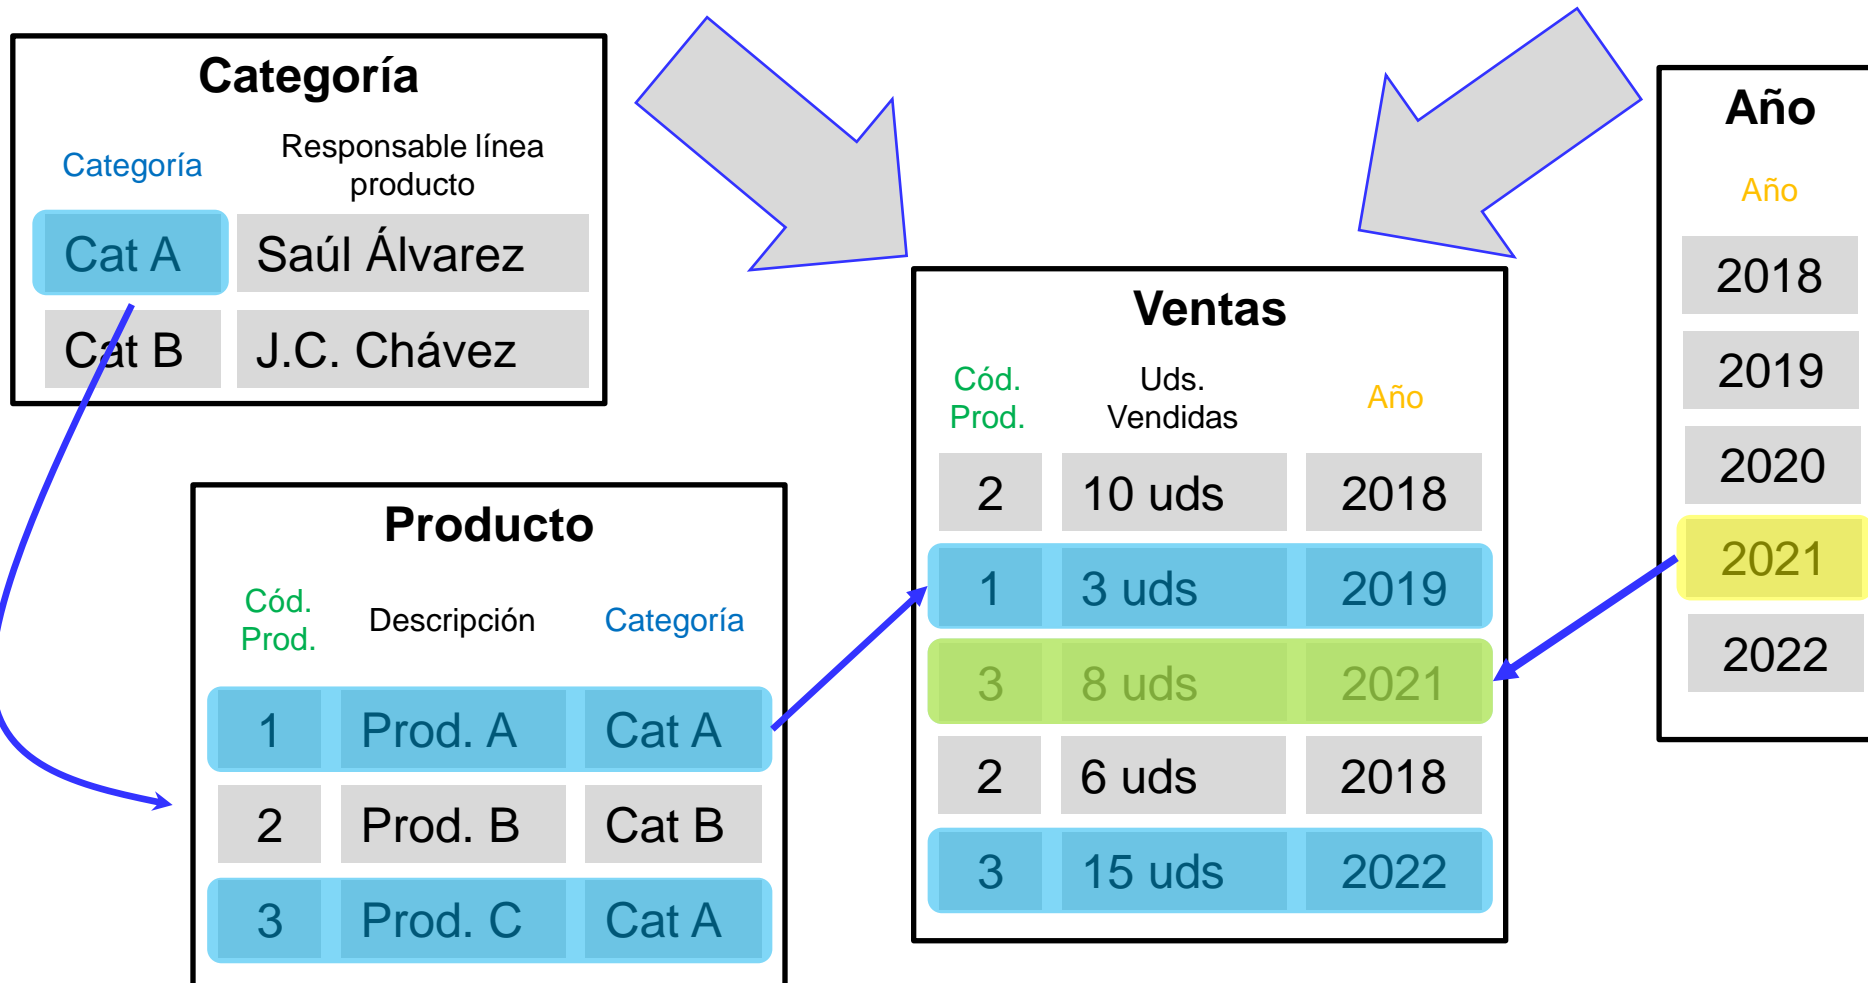 Categoría
Categoría
Responsable línea
producto
Cat A
Saúl Álvarez
Cat B
J.C. Chávez
Producto
Cód.
Prod.
Descripción
Categoría
1
Prod. A
Cat A
2
Prod. B
Cat B
3
Prod. C
Cat A
Ventas
Cód.
Prod.
Uds.
Vendidas
Año
2
10 uds
2018
1
3 uds
2019
3
8 uds
2021
2
6 uds
2018
3
15 uds
2022
Año
Año
2018
2019
2020
2021
2022